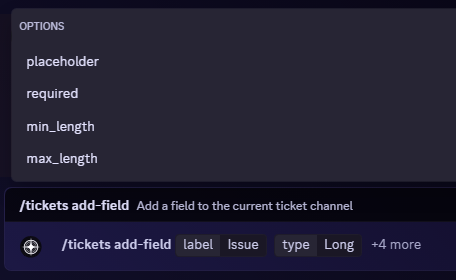 OPTIONS
placeholder
required
min_length
max_length
/tickets add-field Add a field to the current ticket channel
/tickets add-field label Issue type Long +4 more